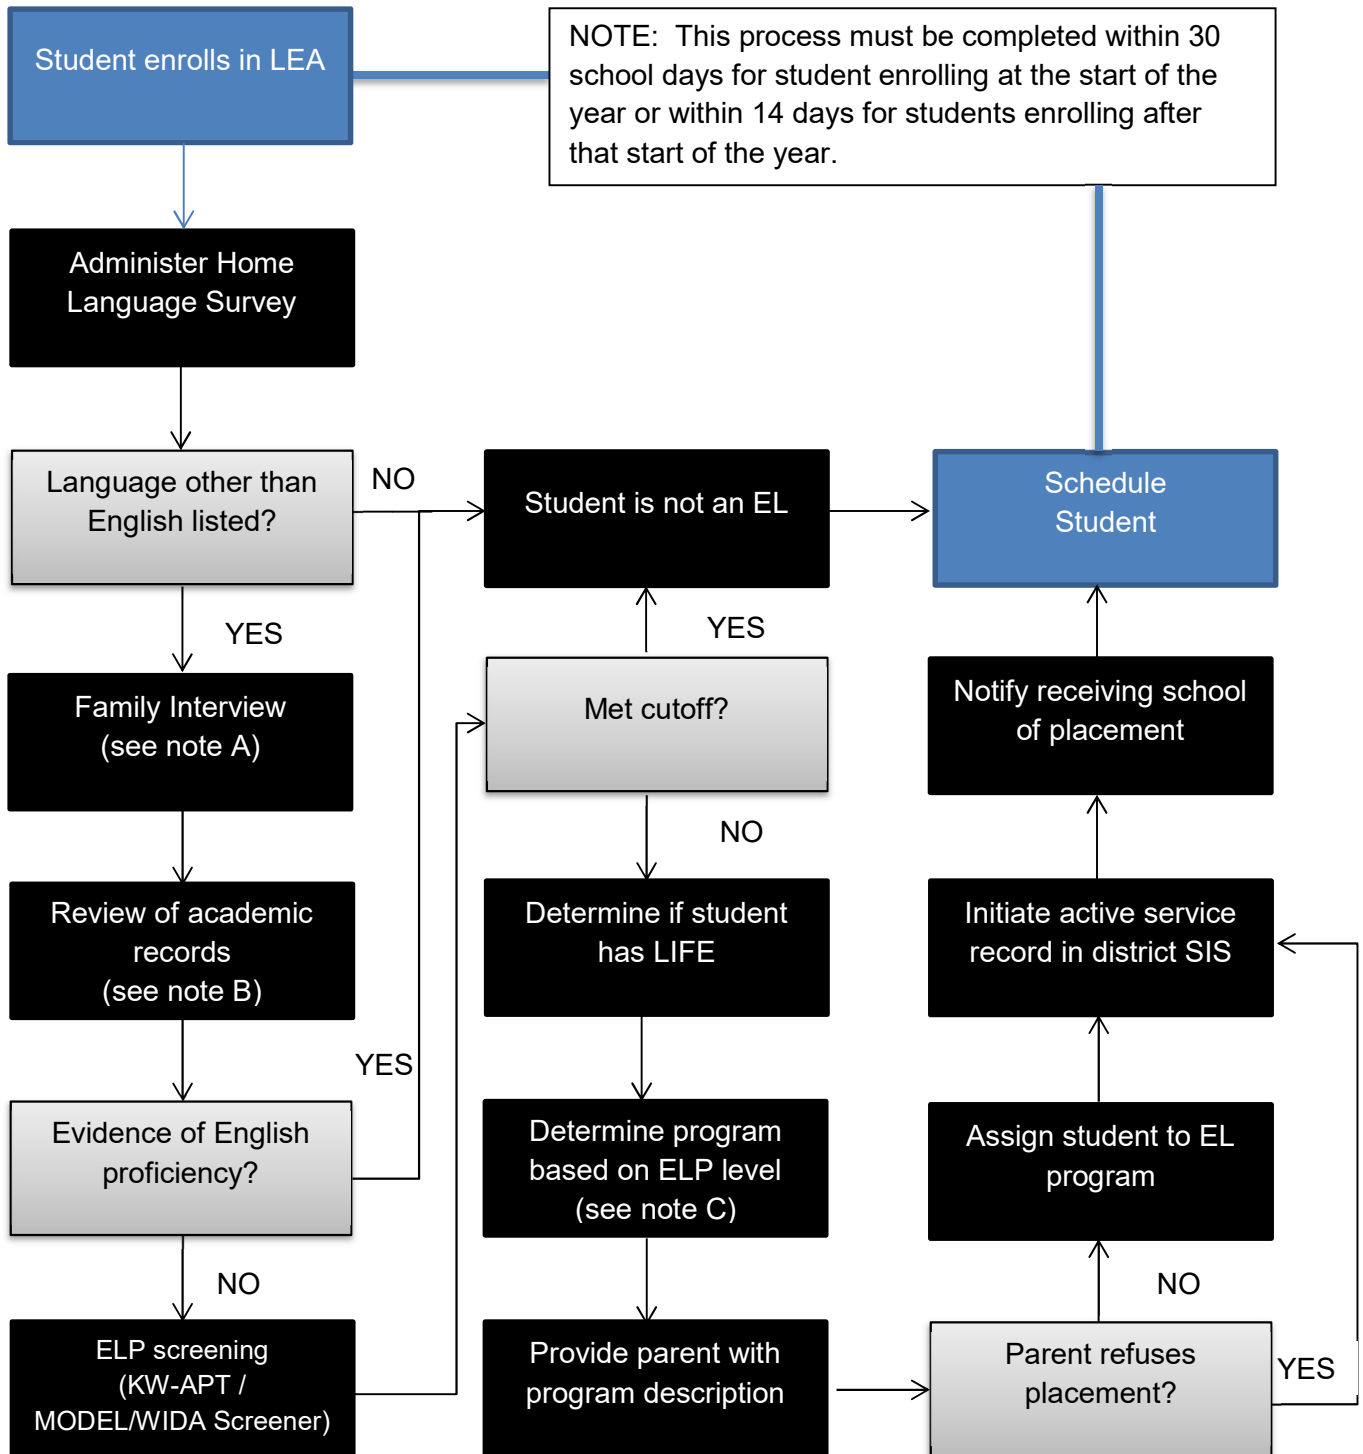 Student enrolls in LEA
NOTE:  This process must be completed within 30
school days for student enrolling at the start of the
year or within 14 days for students enrolling after
that start of the year.
Administer Home
Language Survey
Language other than
English listed?
NO
Student is not an EL
Schedule
Student
YES
Family Interview
(see note A)
YES
Met cutoff?
Notify receiving school
of placement
NO
Review of academic
records
(see note B)
Determine if student
has LIFE
Initiate active service
record in district SIS
YES
Evidence of English
proficiency?
Determine program
based on ELP level
(see note C)
Assign student to EL
program
NO
NO
ELP screening
(KW-APT /
MODEL/WIDA Screener)
Provide parent with
program description
Parent refuses
placement?
YES